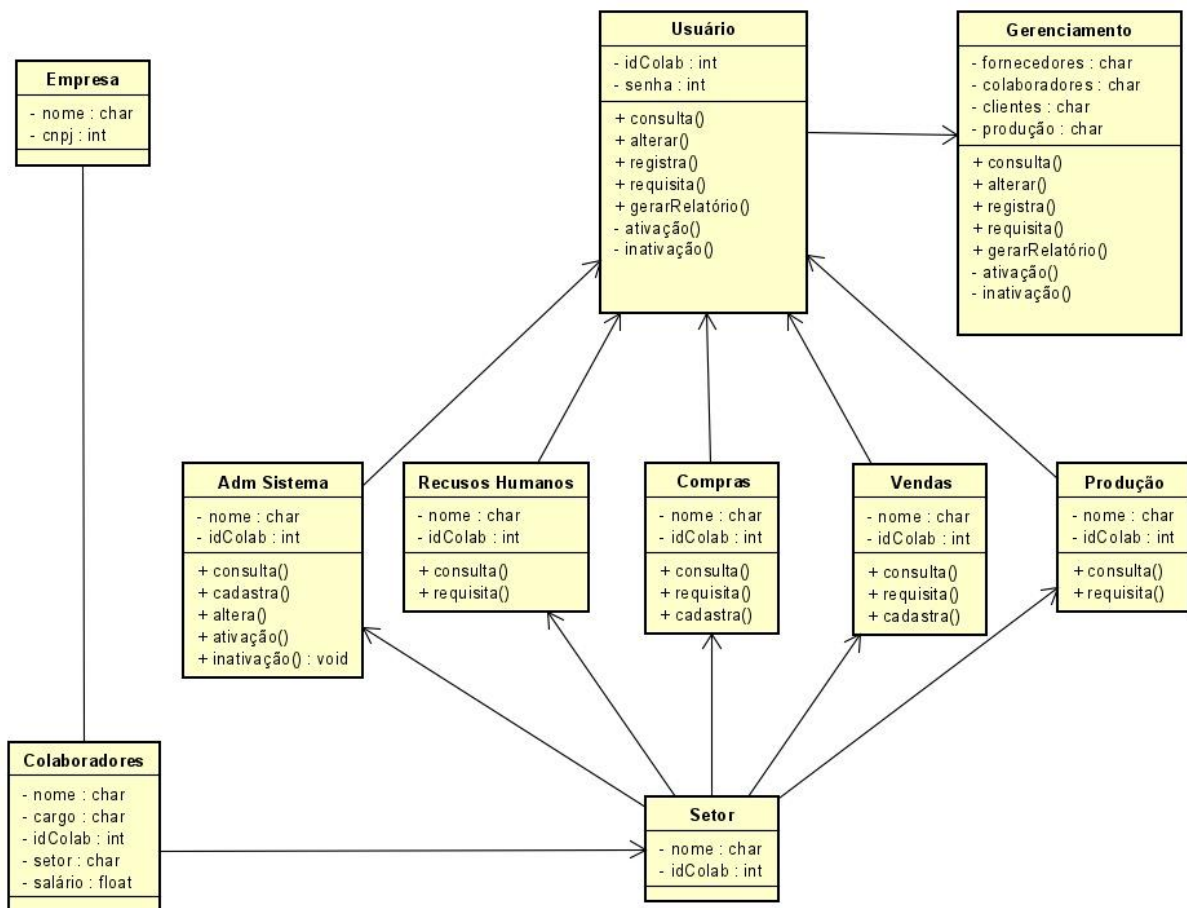 Usuário
- idColab : int
- senha : int
+ consulta()
+ alterar()
+ registra()
+ requisita()
+ gerarRelatório()
- ativação()
- inativação()
Gerenciamento
- fornecedores : char
- colaboradores : char
- clientes : char
- produção : char
+ consulta()
+ alterar()
+ registra()
+ requisita()
+ gerarRelatório()
- ativação()
- inativação()
Empresa
- nome : char
- cnpj : int
Adm Sistema
- nome : char
- idColab : int
+ consulta()
+ cadastra()
+ altera()
+ ativação()
+ inativação() : void
Recusos Humanos
- nome : char
- idColab : int
+ consulta()
+ requisita()
Compras
- nome : char
- idColab : int
+ consulta()
+ requisita()
+ cadastra()
Vendas
- nome : char
- idColab : int
+ consulta()
+ requisita()
+ cadastra()
Produção
- nome : char
- idColab : int
+ consulta()
+ requisita()
Colaboradores
- nome : char
- cargo : char
- idColab : int
- setor : char
- salário : float
Setor
- nome : char
- idColab : int